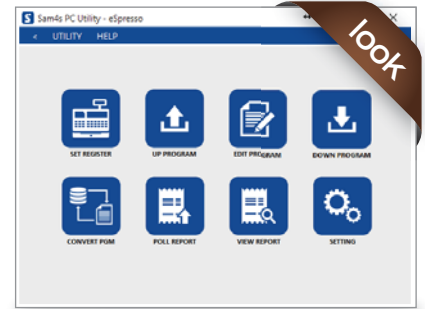 Sam4s PC Utility - eSpresso
< UTILITY HELP
look
SET REGISTER UP PROGRAM EDIT PROGRAM DOWN PROGRAM
CONVERT PGM POLL REPORT VIEW REPORT SETTING